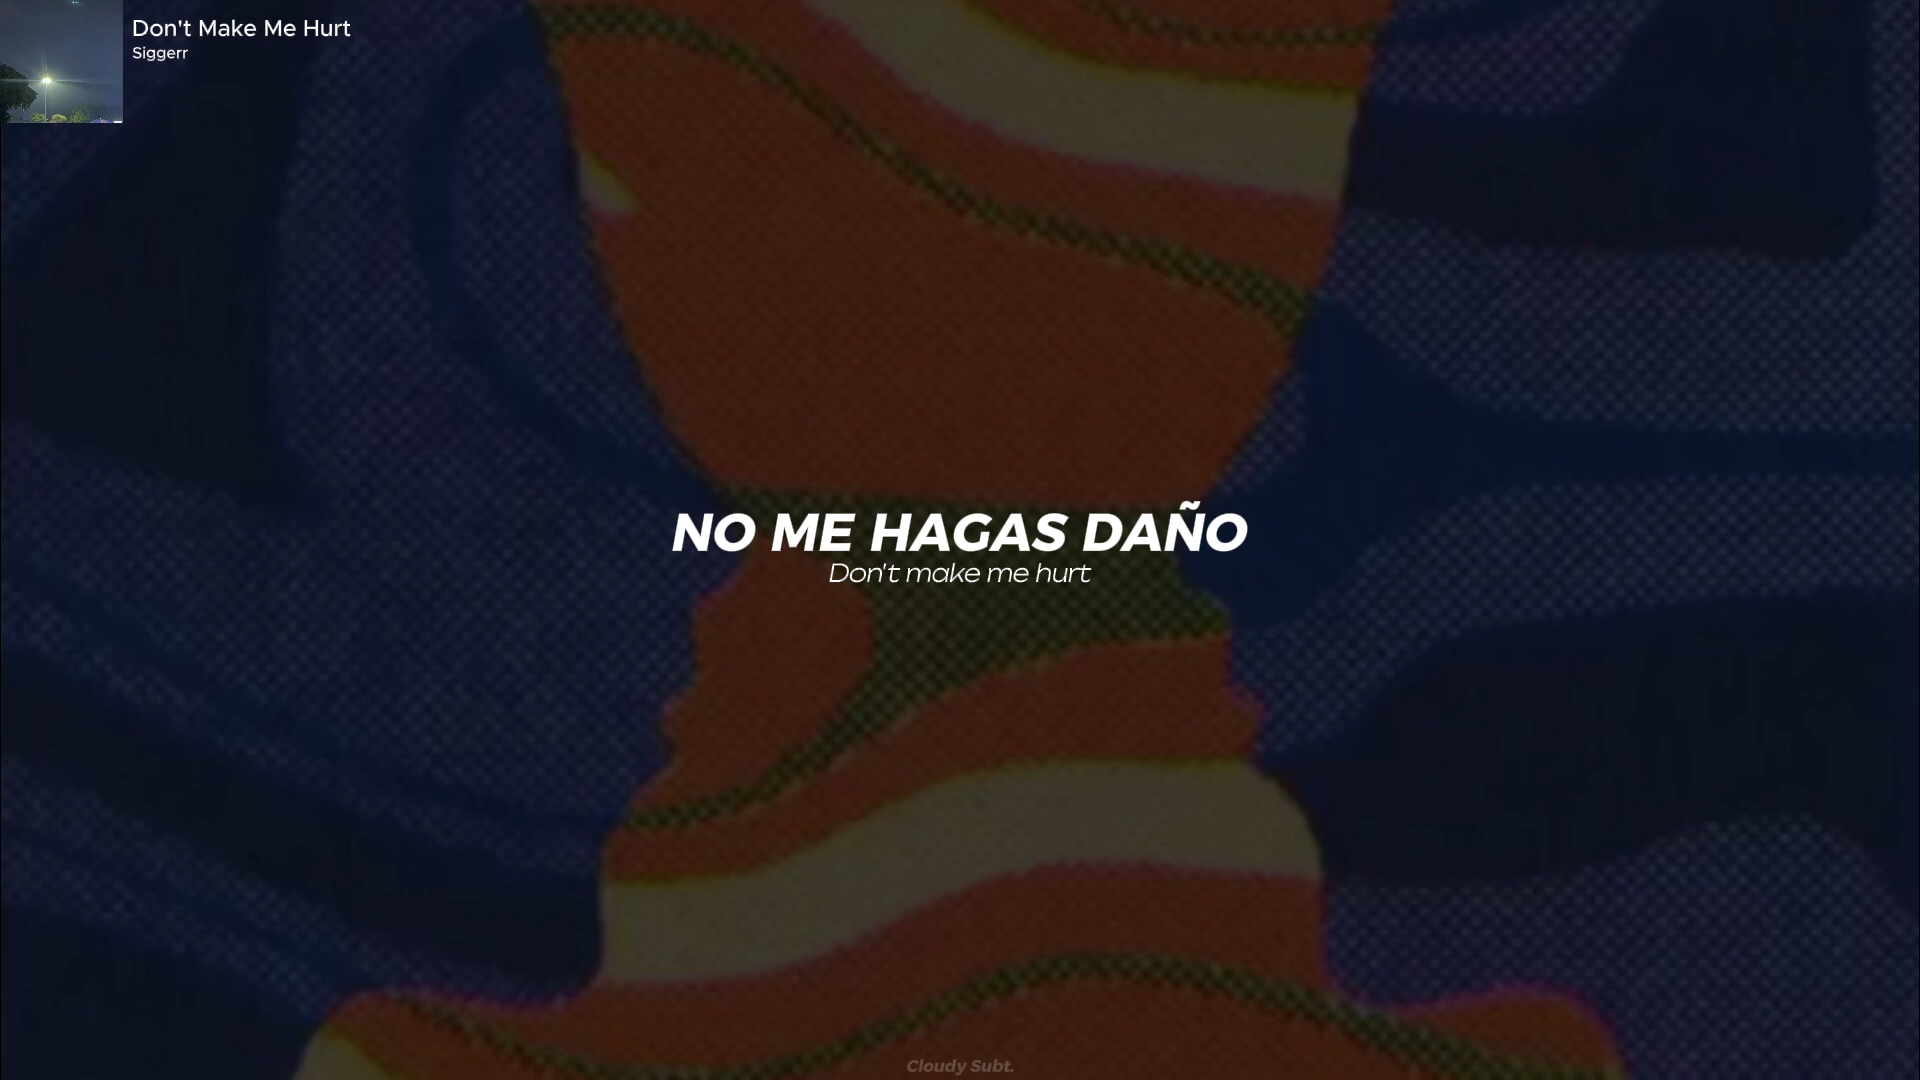 Don't Make Me Hurt
Siggerr
NO ME HAGAS DAÑO
Don't make me hurt
Cloudy Subt.